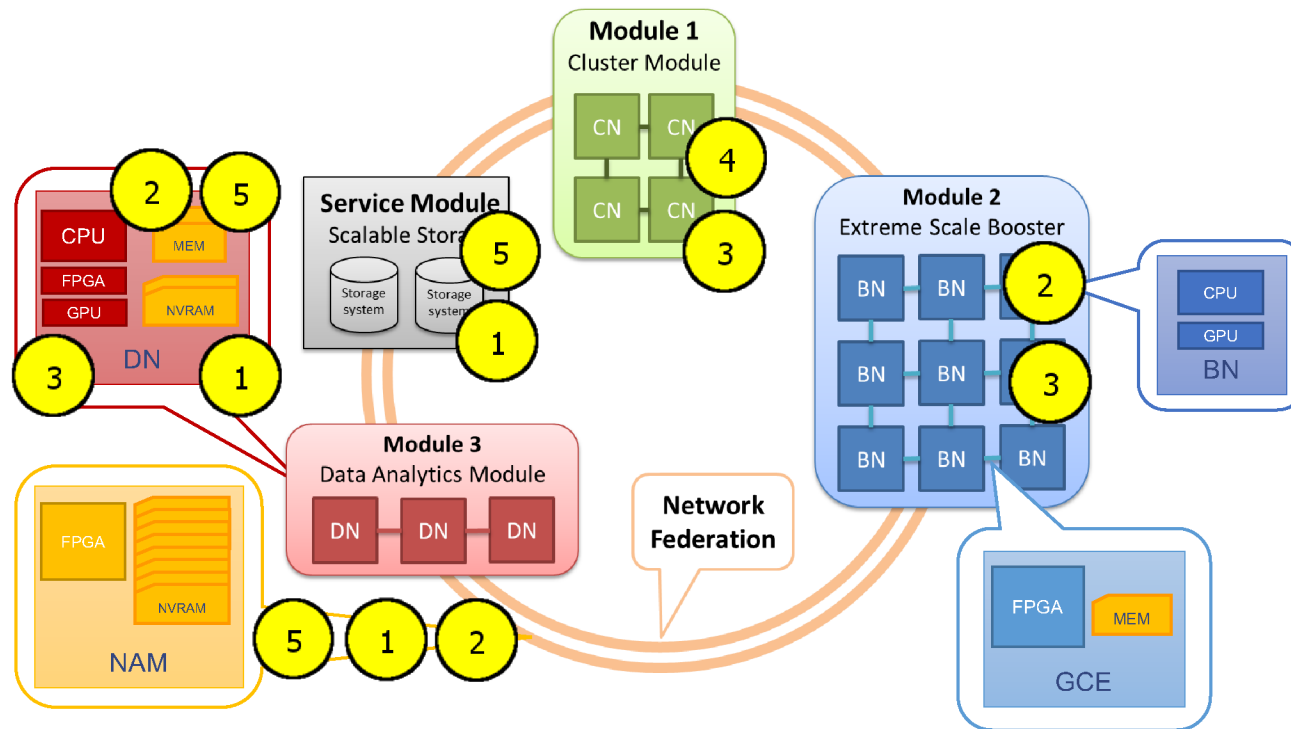 Module 1
Cluster Module
CN
CN
CN
CN
4
3
2
5
CPU
MEM
FPGA
GPU
NVRAM
DN
3
1
Service Module
Scalable
5
Storage
system
Storage
system
1
Module 2
Extreme Scale Booster
BN
BN
2
BN
BN
3
BN
BN
BN
CPU
GPU
BN
Module 3
Data Analytics Module
DN
DN
DN
Network
Federation
FPGA
NVRAM
NAM
5
1
2
FPGA
MEM
GCE